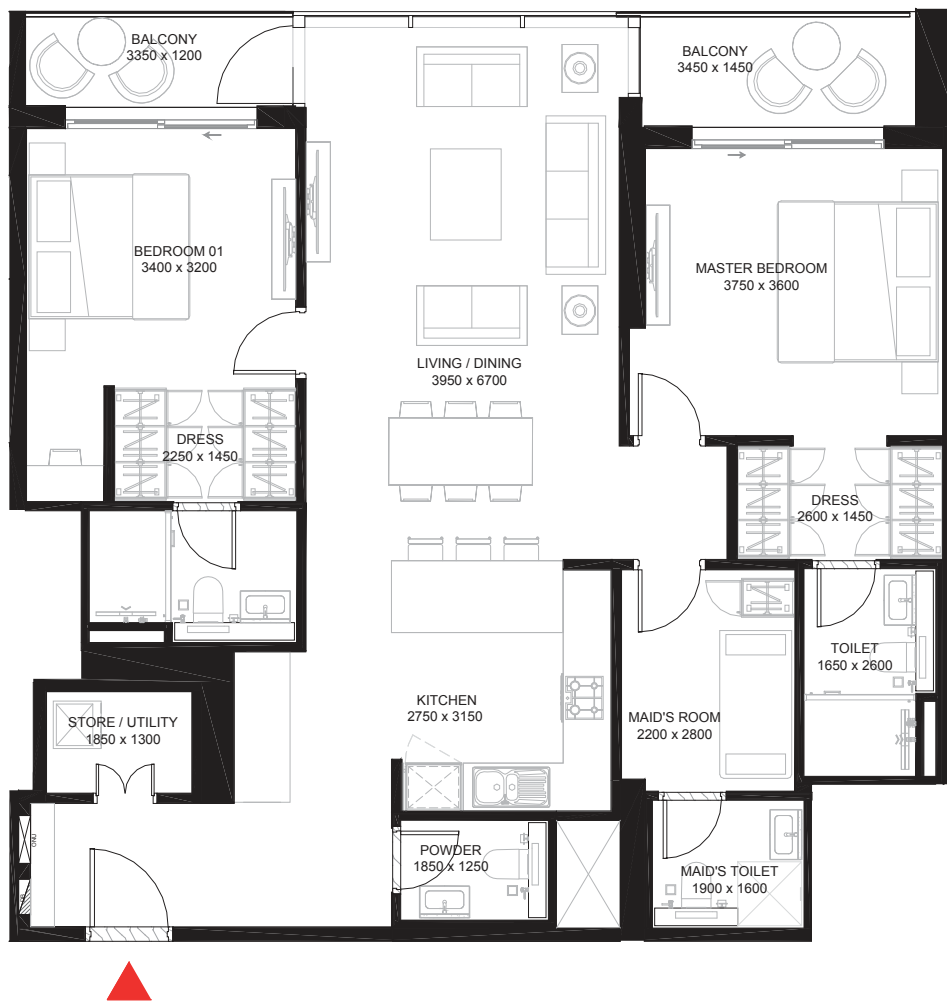 BALCONY
3350 x 1200
BALCONY
3450 x 1450
BEDROOM 01
3400 x 3200
MASTER BEDROOM
3750 x 3600
LIVING / DINING
3950 x 6700
DRESS
2250 x 1450
DRESS
2600 x 1450
TOILET
1650 x 2600
KITCHEN
2750 x 3150
MAID'S ROOM
2200 x 2800
STORE / UTILITY
1850 x 1300
ONU
POWDER
1850 x 1250
MAID'S TOILET
1900 x 1600